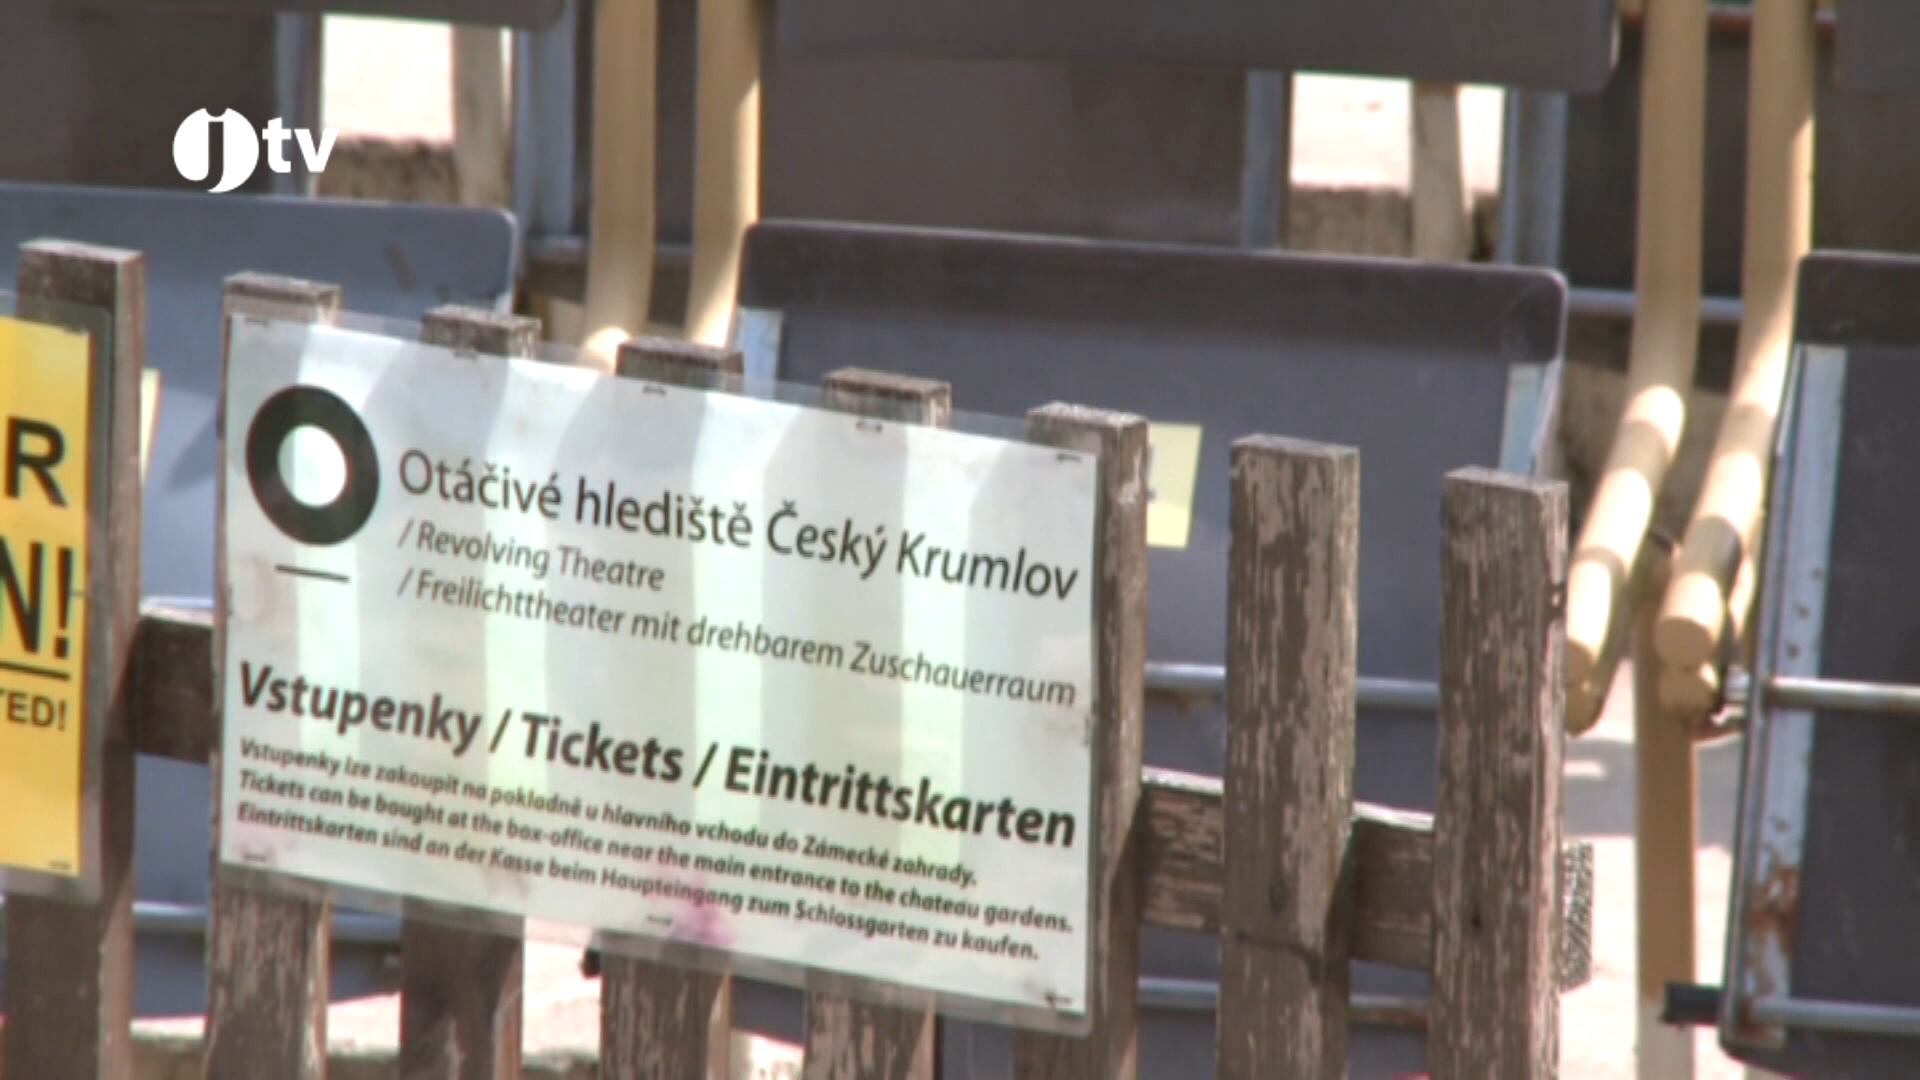 jtv
R
N!
TED!
Otáčivé hlediště Český Krumlov
/ Revolving Theatre
/ Freilichttheater mit drehbarem Zuschauerraum
Vstupenky / Tickets / Eintrittskarten
Vstupenky lze zakoupit na pokladně u hlavního vchodu do Zámecké zahrady.
Tickets can be bought at the box-office near the main entrance to the chateau gardens.
Eintrittskarten sind an der Kasse beim Haupteingang zum Schlossgarten zu kaufen.